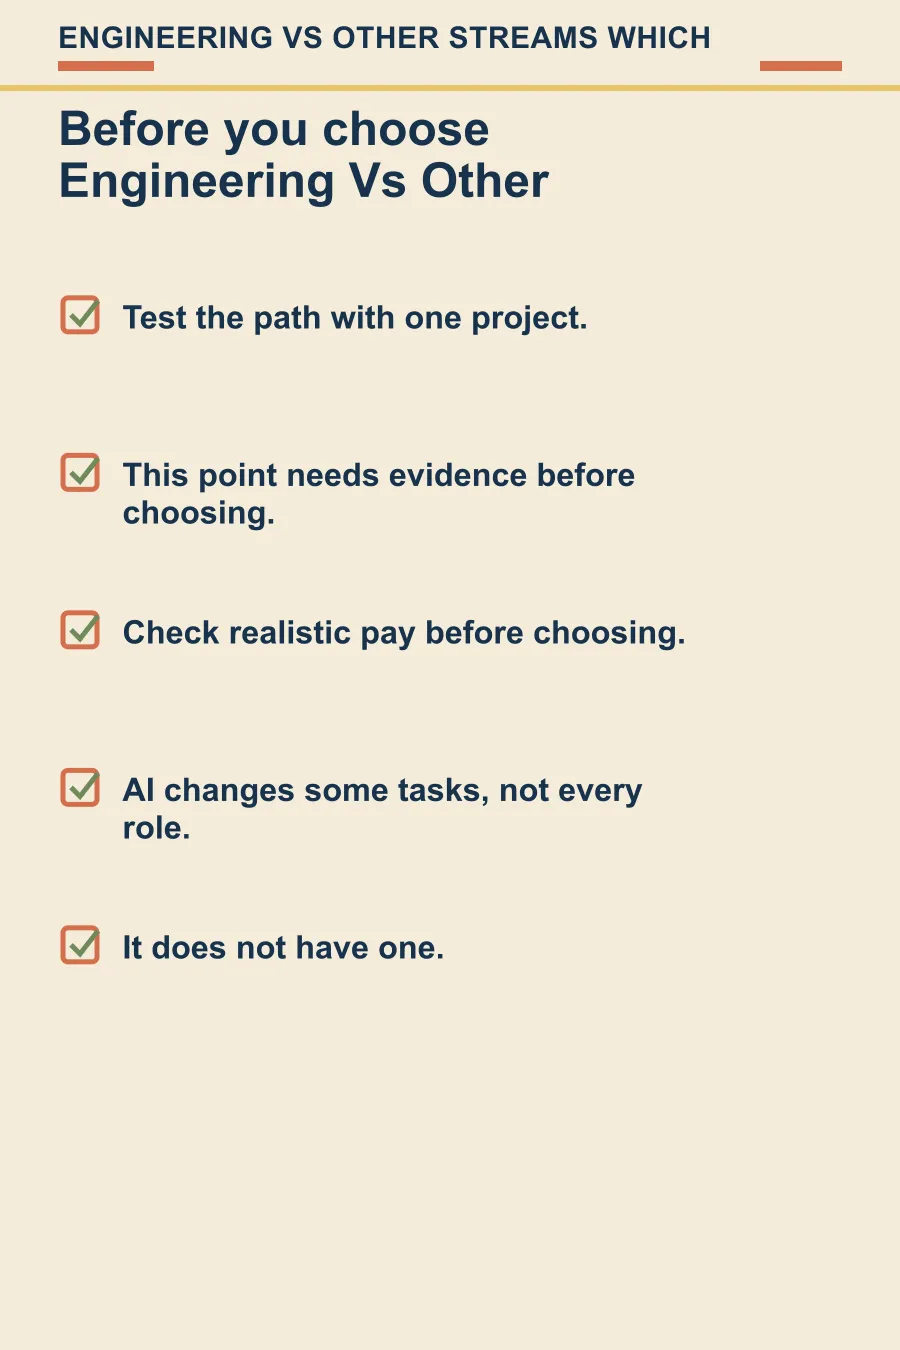 ENGINEERING VS OTHER STREAMS WHICH
Before you choose
Engineering Vs Other
Test the path with one project.
This point needs evidence before
choosing.
Check realistic pay before choosing.
AI changes some tasks, not every
role.
It does not have one.